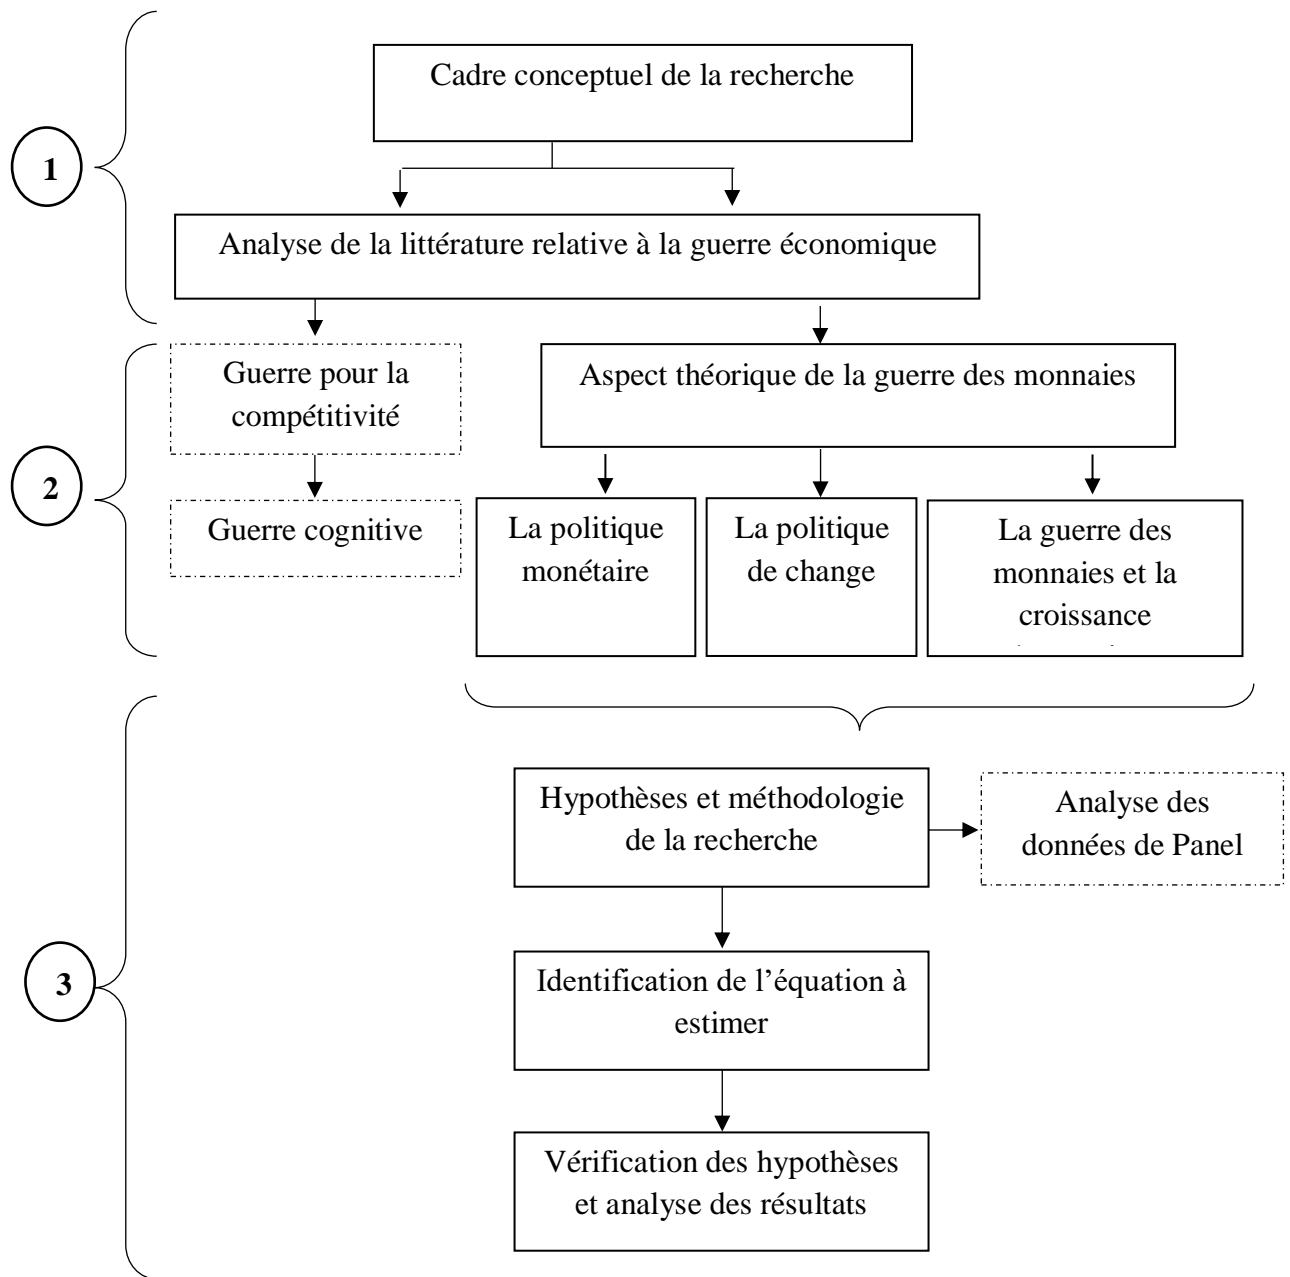 Cadre conceptuel de la recherche
1
Analyse de la littérature relative à la guerre économique
Guerre pour la
compétitivité
Aspect théorique de la guerre des monnaies
2
Guerre cognitive
La politique
monétaire
La politique
de change
La guerre des
monnaies et la
croissance
Hypothèses et méthodologie
de la recherche
Analyse des
données de Panel
3
Identification de l’équation à
estimer
Vérification des hypothèses
et analyse des résultats